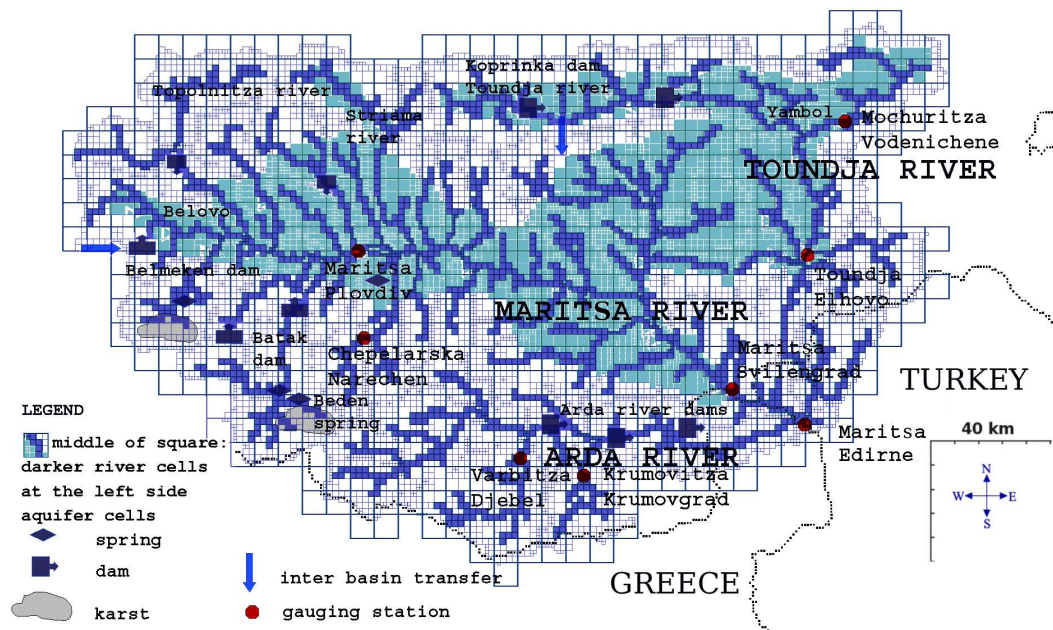 Koprinka dam
Toundja river
Topolnitza river
Striama
river
Yambol
Mochuritza
Vodenichene
TOUNDJA RIVER
Belovo
Belmeken dam
Maritsa
Plovdiv
Toundja
Elhovo
MARITSA RIVER
Batak
dam
Chepelarska
Narechen
Maritsa
Svilengrad
TURKEY
Beden
spring
Arda river dams
Maritsa
Edirne
ARDA RIVER
Varbitza
Djebel
Krumovitza
Krumovgrad
GREECE
40 km
N
W
E
S
LEGEND
middle of square:
darker river cells
at the left side
aquifer cells
spring
dam
karst
inter basin transfer
gauging station